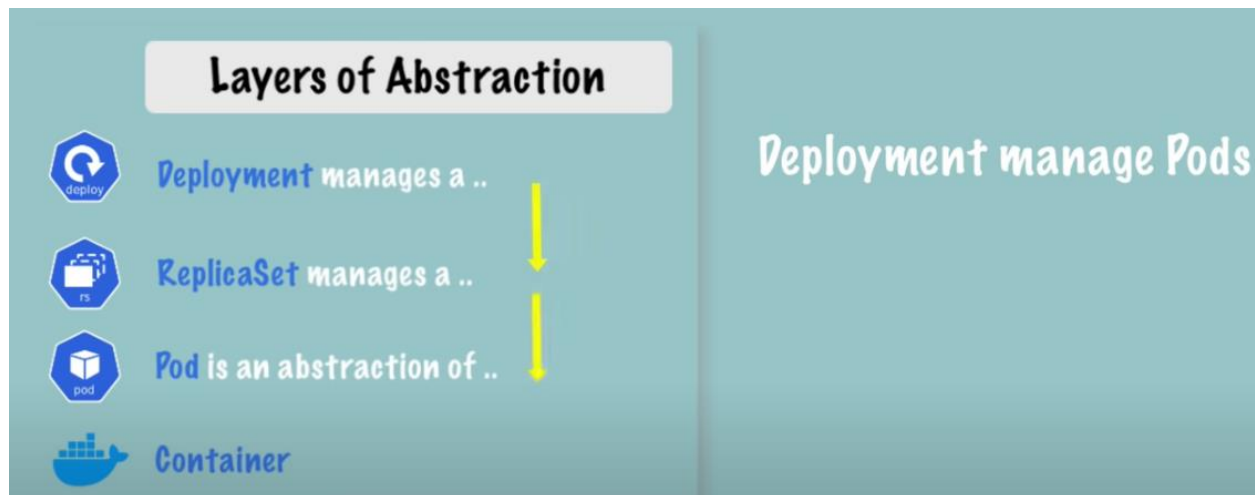 Layers of Abstraction
deploy
Deployment manages a ..
rs
ReplicaSet manages a ..
pod
Pod is an abstraction of ..
Container
Deployment manage Pods